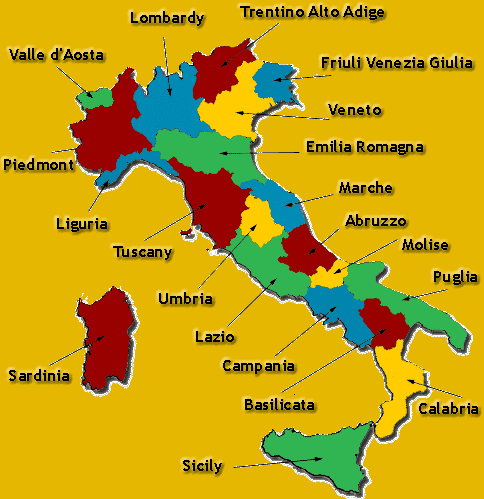 Trentino Alto Adige
Lombardy
Valle d'Aosta
Friuli Venezia Giulia
Veneto
Emilia Romagna
Piedmont
Marche
Liguria
Abruzzo
Molise
Tuscany
Puglia
Umbria
Lazio
Campania
Sardinia
Basilicata
Calabria
Sicily